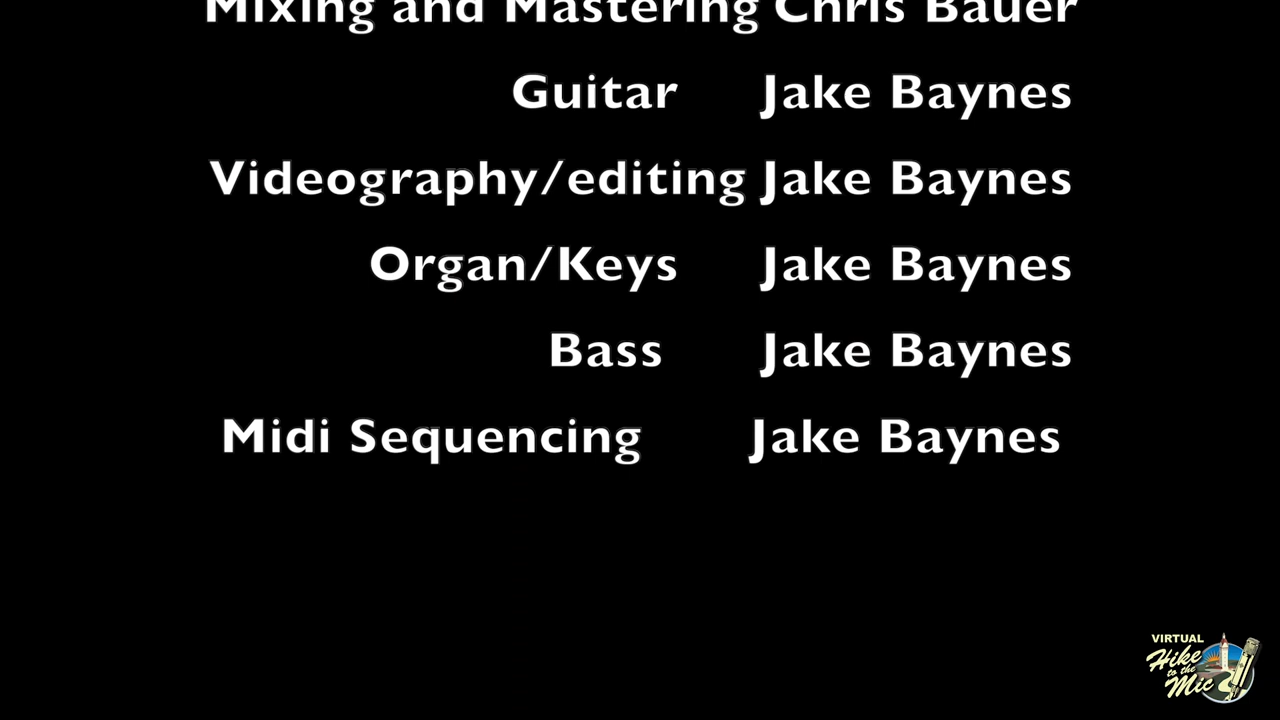 Mixing and Mastering Chris Bauer
Guitar Jake Baynes
Videography/editing Jake Baynes
Organ/Keys Jake Baynes
Bass Jake Baynes
Midi Sequencing Jake Baynes
VIRTUAL
Hike
to the
Mic